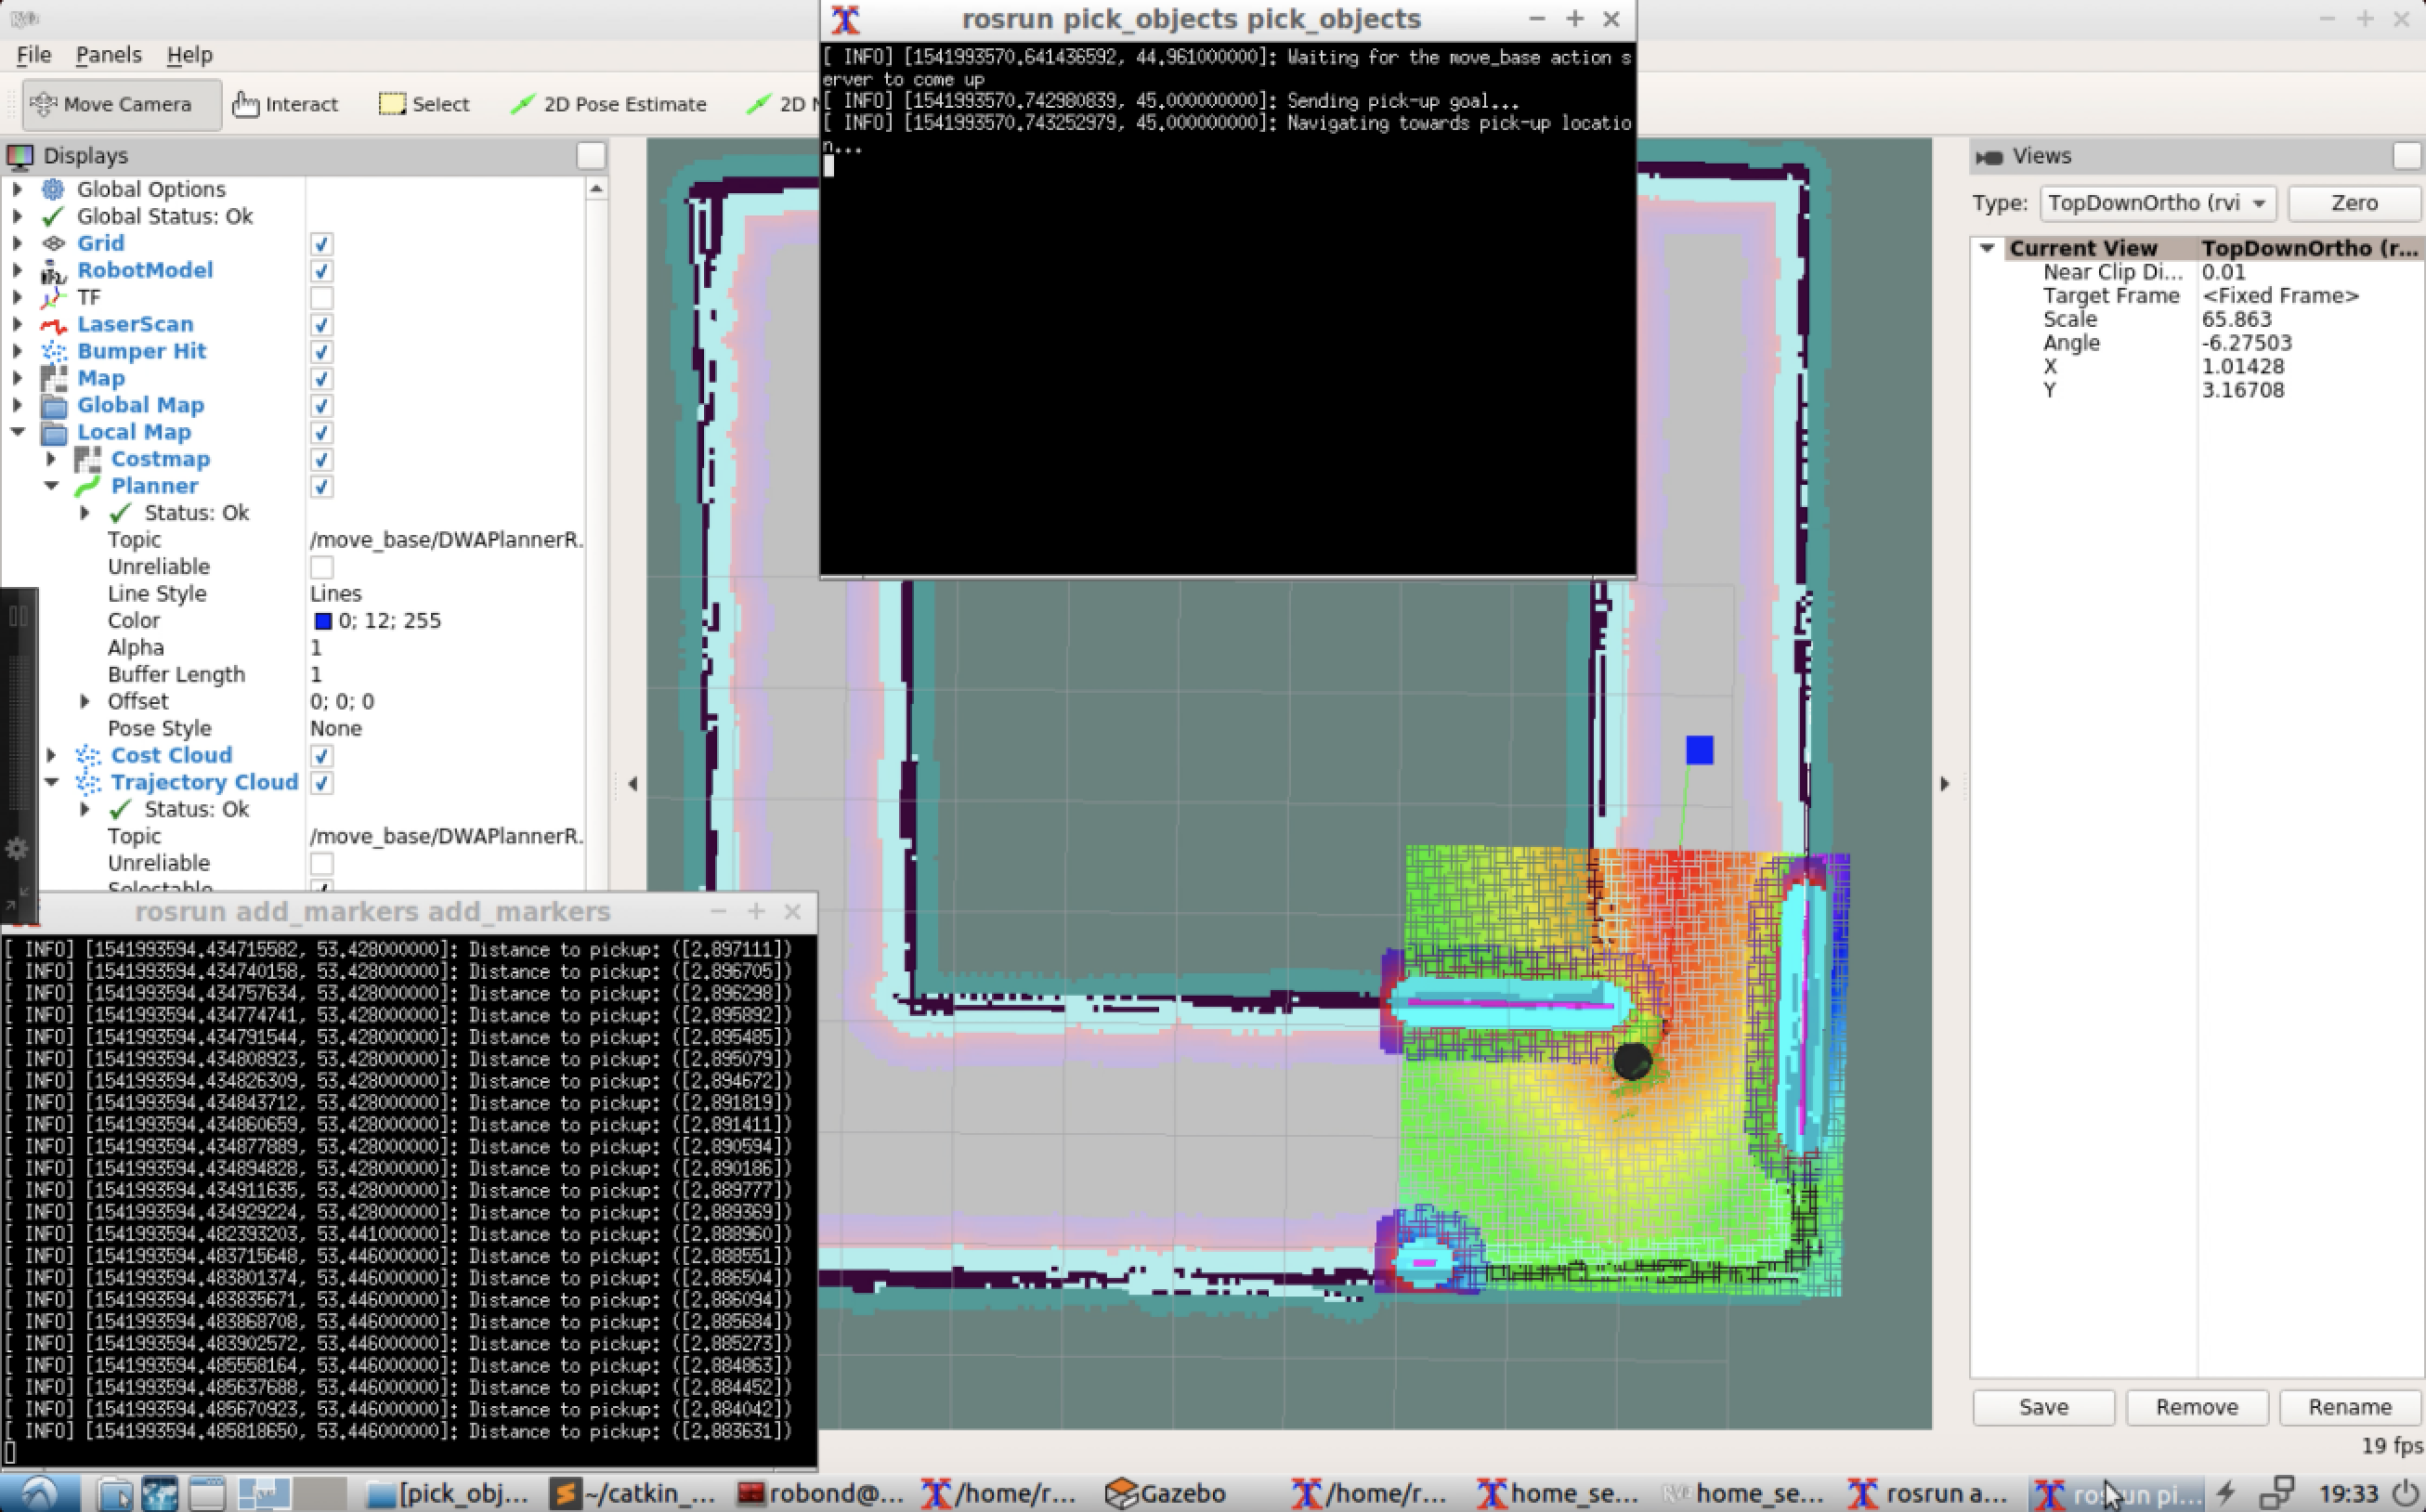 rosrun pick_objects pick_objects
[ INFO] [1541993570.641436592, 44.961000000]: Waiting for the move_base action s
erver to come up
[ INFO] [1541993570.742980839, 45.000000000]: Sending pick-up goal...
[ INFO] [1541993570.743252979, 45.000000000]: Navigating towards pick-up locatio
n...
File Panels Help
Move Camera Interact Select 2D Pose Estimate 2D
Displays
Global Options
Global Status: Ok
Grid
RobotModel
TF
LaserScan
Bumper Hit
Map
Global Map
Local Map
Costmap
Planner
Status: Ok
Topic /move_base/DWAPlannerR.
Unreliable
Line Style Lines
Color 0; 12; 255
Alpha 1
Buffer Length 1
Offset 0; 0; 0
Pose Style None
Cost Cloud
Trajectory Cloud
Status: Ok
Topic /move_base/DWAPlannerR.
Unreliable
Selectable
Views
Type: TopDownOrtho (rvi Zero
Current View TopDownOrtho (r...
Near Clip Di... 0.01
Target Frame <Fixed Frame>
Scale 65.863
Angle -6.27503
X 1.01428
Y 3.16708
Save Remove Rename
19 fps
rosrun add_markers add_markers
[ INFO] [1541993594.434715582, 53.428000000]: Distance to pickup: ([2.897111])
[ INFO] [1541993594.434740158, 53.428000000]: Distance to pickup: ([2.896705])
[ INFO] [1541993594.434757634, 53.428000000]: Distance to pickup: ([2.896298])
[ INFO] [1541993594.434774741, 53.428000000]: Distance to pickup: ([2.895892])
[ INFO] [1541993594.434791544, 53.428000000]: Distance to pickup: ([2.895485])
[ INFO] [1541993594.434808923, 53.428000000]: Distance to pickup: ([2.895079])
[ INFO] [1541993594.434826309, 53.428000000]: Distance to pickup: ([2.894672])
[ INFO] [1541993594.434843712, 53.428000000]: Distance to pickup: ([2.891819])
[ INFO] [1541993594.434860659, 53.428000000]: Distance to pickup: ([2.891411])
[ INFO] [1541993594.434877889, 53.428000000]: Distance to pickup: ([2.890594])
[ INFO] [1541993594.434894828, 53.428000000]: Distance to pickup: ([2.890186])
[ INFO] [1541993594.434911635, 53.428000000]: Distance to pickup: ([2.889777])
[ INFO] [1541993594.434929224, 53.428000000]: Distance to pickup: ([2.889369])
[ INFO] [1541993594.482393203, 53.441000000]: Distance to pickup: ([2.888960])
[ INFO] [1541993594.483715648, 53.446000000]: Distance to pickup: ([2.888551])
[ INFO] [1541993594.483801374, 53.446000000]: Distance to pickup: ([2.886504])
[ INFO] [1541993594.483835671, 53.446000000]: Distance to pickup: ([2.886094])
[ INFO] [1541993594.483868708, 53.446000000]: Distance to pickup: ([2.885684])
[ INFO] [1541993594.483902572, 53.446000000]: Distance to pickup: ([2.885273])
[ INFO] [1541993594.485558164, 53.446000000]: Distance to pickup: ([2.884863])
[ INFO] [1541993594.485637688, 53.446000000]: Distance to pickup: ([2.884452])
[ INFO] [1541993594.485670923, 53.446000000]: Distance to pickup: ([2.884042])
[ INFO] [1541993594.485818650, 53.446000000]: Distance to pickup: ([2.883631])
[pick_obj... ~/catkin_... robond@... /home/r... Gazebo /home/r... home_se... home_se... rosrun a... rosrun pi... 19:33